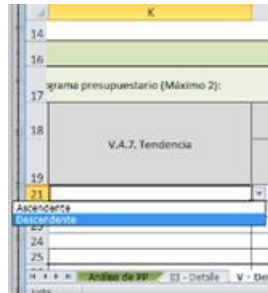 K
14
16
grama presupuestario (Máximo 2):
17
18
V.4.7. Tendencia
19
21
Ascendente
Descendente
24
25
Análisis de PP
III - Detalle
V - De